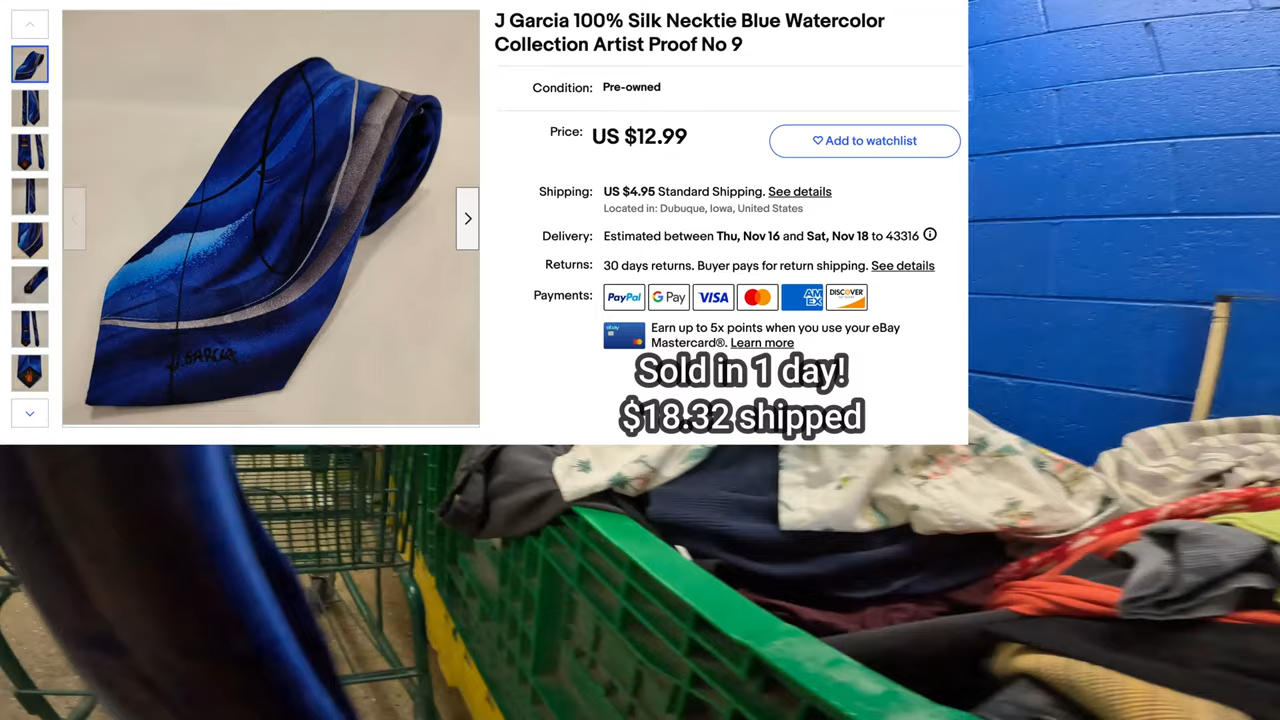 J Garcia 100% Silk Necktie Blue Watercolor
Collection Artist Proof No 9
Condition: Pre-owned
Price: US $12.99
Add to watchlist
Shipping: US $4.95 Standard Shipping. See details
Located in: Dubuque, Iowa, United States
Delivery: Estimated between Thu, Nov 16 and Sat, Nov 18 to 43316
Returns: 30 days returns. Buyer pays for return shipping. See details
Payments: PayPal G Pay VISA AM EX DISCOVER
ebay
Earn up to 5x points when you use your eBay
Mastercard®. Learn more
Sold in 1 day!
$18.32 shipped
J. GARCIA